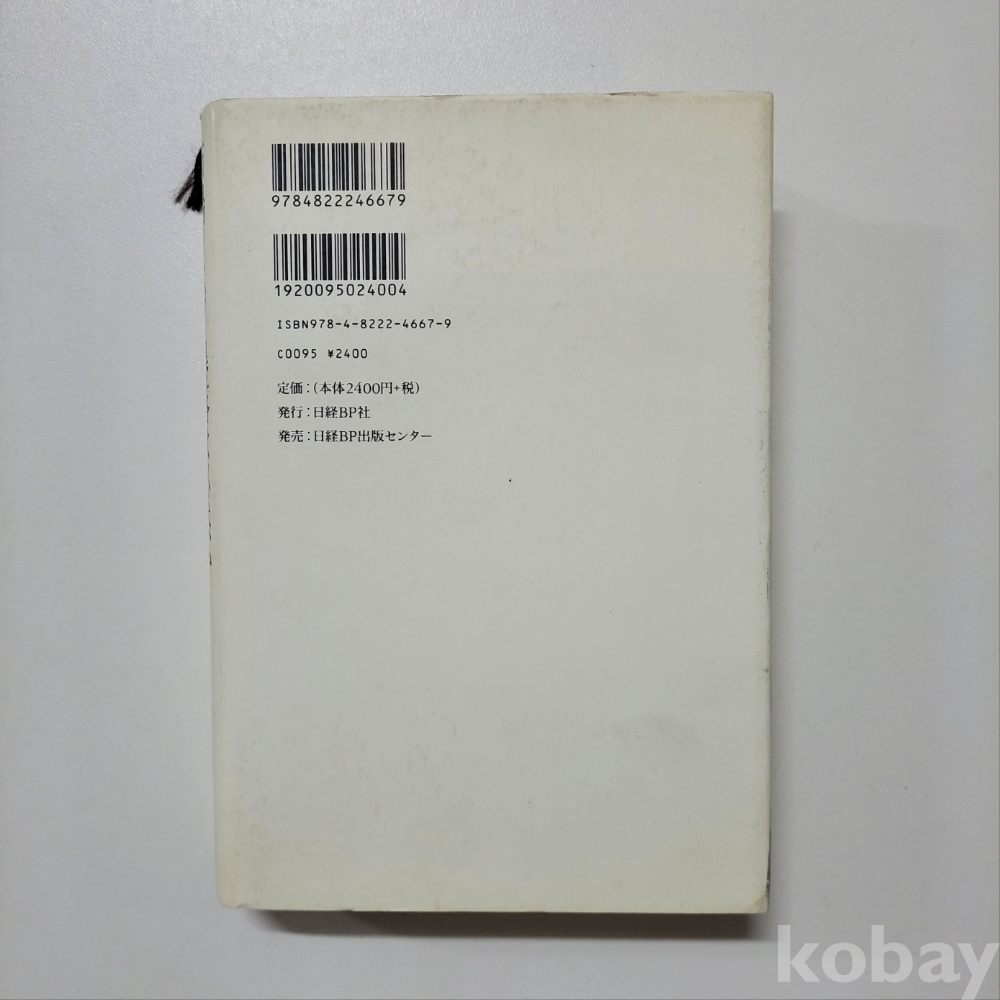 9784822246679
1920095024004
ISBN978-4-8222-4667-9
C0095 ¥2400
定価：（本体2400円+税）
発行：日経BP社
発売：日経BP出版センター
kobay